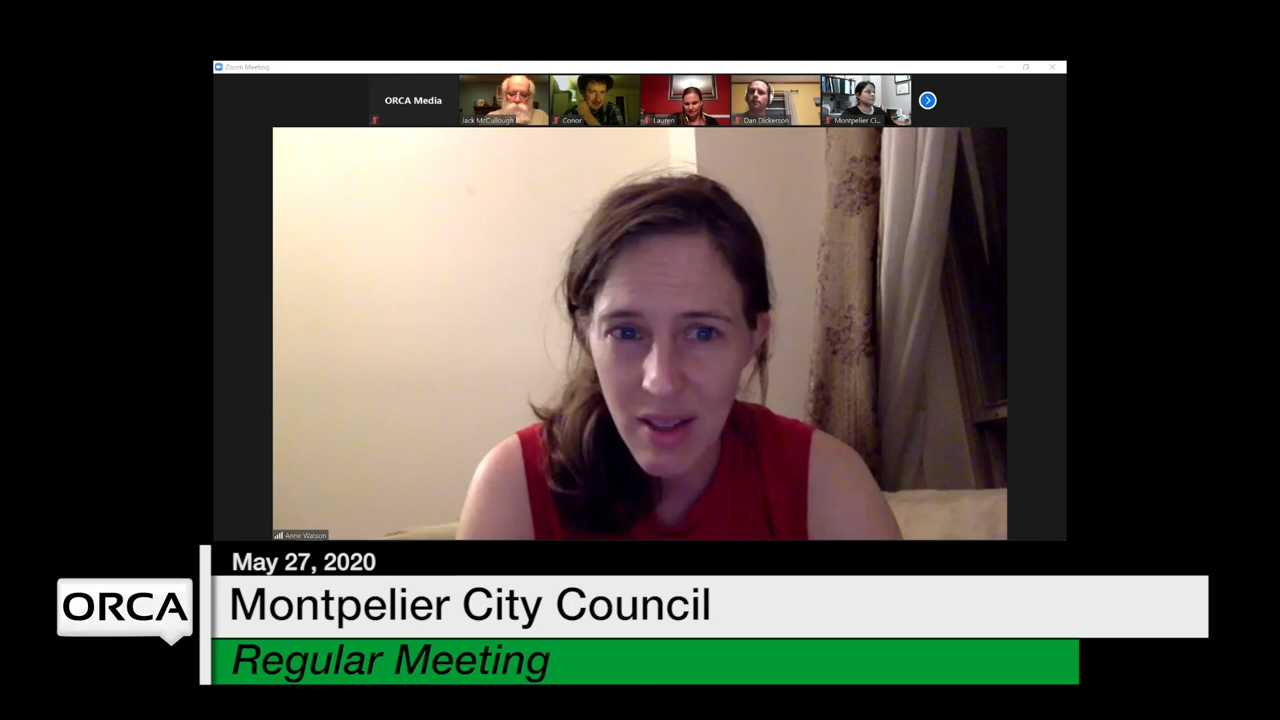 Zoom Meeting
ORCA Media
Jack McCullough
Conor
Lauren
Dan Dickerson
Montpelier Ci...
Anne Watson
May 27, 2020
ORCA
Montpelier City Council
Regular Meeting